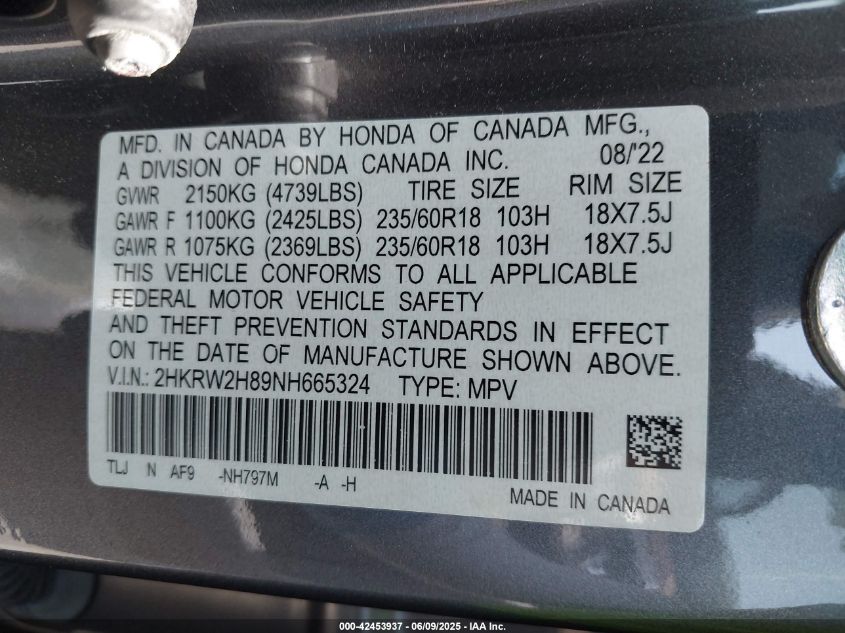 MFD. IN CANADA BY HONDA OF CANADA MFG.,
A DIVISION OF HONDA CANADA INC. 08/'22
GVWR 2150KG (4739LBS) TIRE SIZE RIM SIZE
GAWR F 1100KG (2425LBS) 235/60R18 103H 18X7.5J
GAWR R 1075KG (2369LBS) 235/60R18 103H 18X7.5J
THIS VEHICLE CONFORMS TO ALL APPLICABLE
FEDERAL MOTOR VEHICLE SAFETY
AND THEFT PREVENTION STANDARDS IN EFFECT
ON THE DATE OF MANUFACTURE SHOWN ABOVE.
V.I.N.: 2HKRW2H89NH665324 TYPE: MPV
TLJ N AF9 -NH797M -A -H
MADE IN CANADA
000-42453937 - 06/09/2025 - IAA Inc.